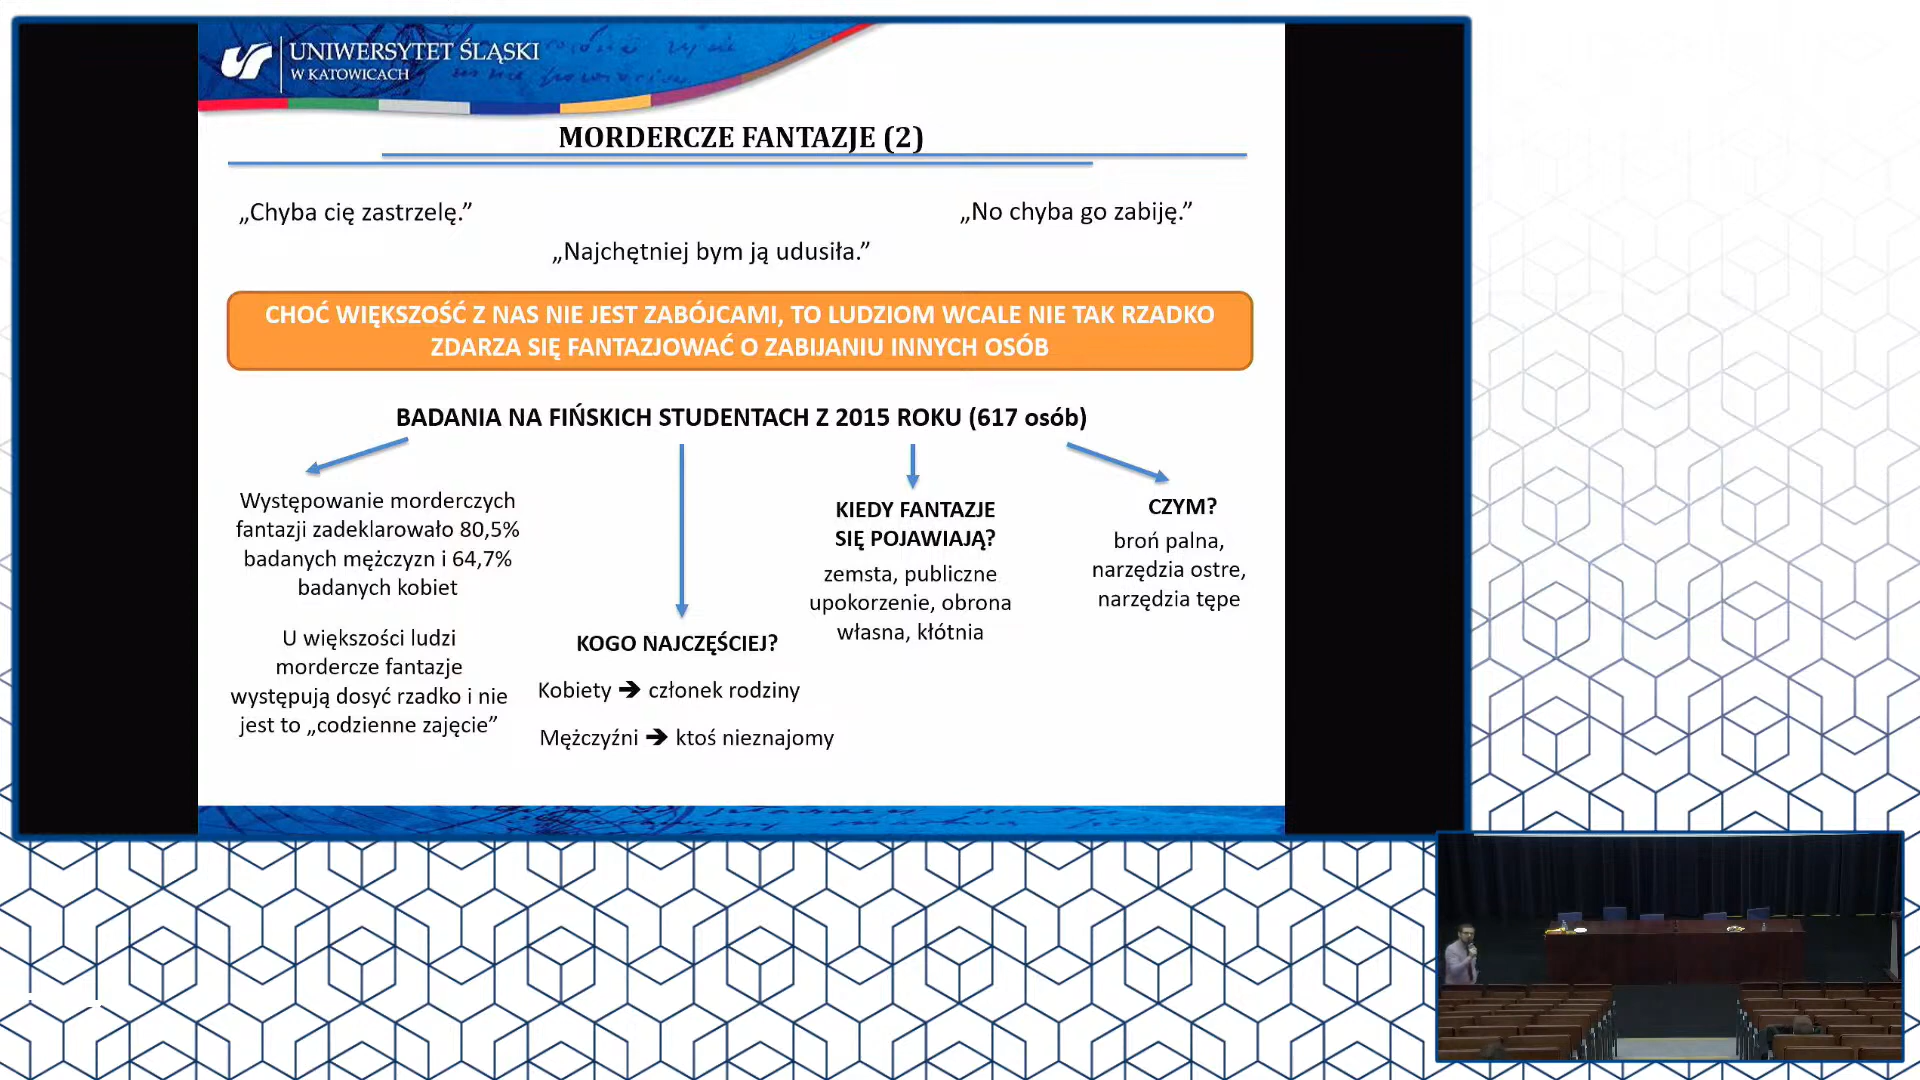 UNIWERSYTET ŚLĄSKI
W KATOWICACH
MORDERCZE FANTAZJE (2)
„Chyba cię zastrzelę.”
„No chyba go zabiję.”
„Najchętniej bym ją udusiła.”
CHOĆ WIĘKSZOŚĆ Z NAS NIE JEST ZABÓJCAMI, TO LUDZIOM WCALE NIE TAK RZADKO
ZDARZA SIĘ FANTAZJOWAĆ O ZABIJANIU INNYCH OSÓB
BADANIA NA FIŃSKICH STUDENTACH Z 2015 ROKU (617 osób)
Występowanie morderczych
fantazji zadeklarowało 80,5%
badanych mężczyzn i 64,7%
badanych kobiet
U większości ludzi
mordercze fantazje
występują dosyć rzadko i nie
jest to „codzienne zajęcie”
KOGO NAJCZĘŚCIEJ?
Kobiety → członek rodziny
Mężczyźni → ktoś nieznajomy
KIEDY FANTAZJE
SIĘ POJAWIAJĄ?
zemsta, publiczne
upokorzenie, obrona
własna, kłótnia
CZYM?
broń palna,
narzędzia ostre,
narzędzia tępe